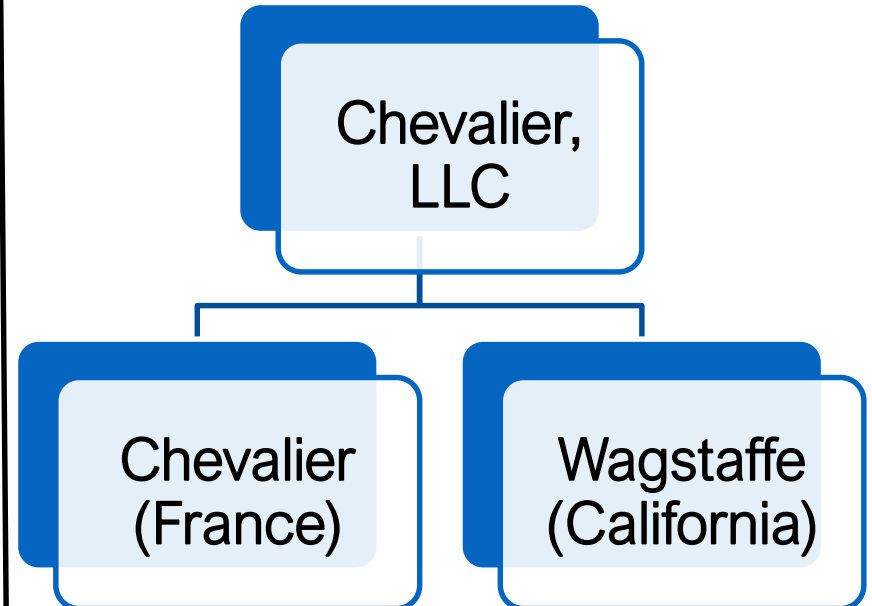 Chevalier,
LLC
Chevalier
(France)
Wagstaffe
(California)